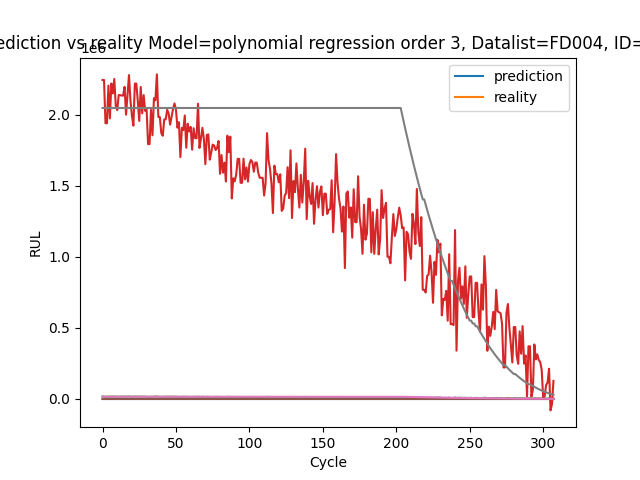 ediction vs reality Model=polynomial regression order 3, Datalist=FD004, ID=
1e6
prediction
reality
2.0
1.5
1.0
0.5
0.0
RUL
0 50 100 150 200 250 300
Cycle